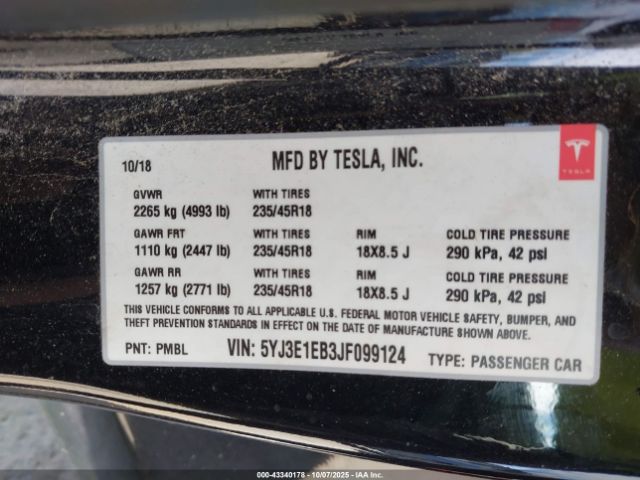 10/18 MFD BY TESLA, INC.
TESLA
GVWR WITH TIRES
2265 kg (4993 lb) 235/45R18
GAWR FRT WITH TIRES RIM COLD TIRE PRESSURE
1110 kg (2447 lb) 235/45R18 18X8.5 J 290 kPa, 42 psi
GAWR RR WITH TIRES RIM COLD TIRE PRESSURE
1257 kg (2771 lb) 235/45R18 18X8.5 J 290 kPa, 42 psi
THIS VEHICLE CONFORMS TO ALL APPLICABLE U.S. FEDERAL MOTOR VEHICLE SAFETY, BUMPER, AND
THEFT PREVENTION STANDARDS IN EFFECT ON THE DATE OF MANUFACTURE SHOWN ABOVE.
PNT: PMBL VIN: 5YJ3E1EB3JF099124 TYPE: PASSENGER CAR
© 000-43340178 - 10/07/2025 - IAA Inc.